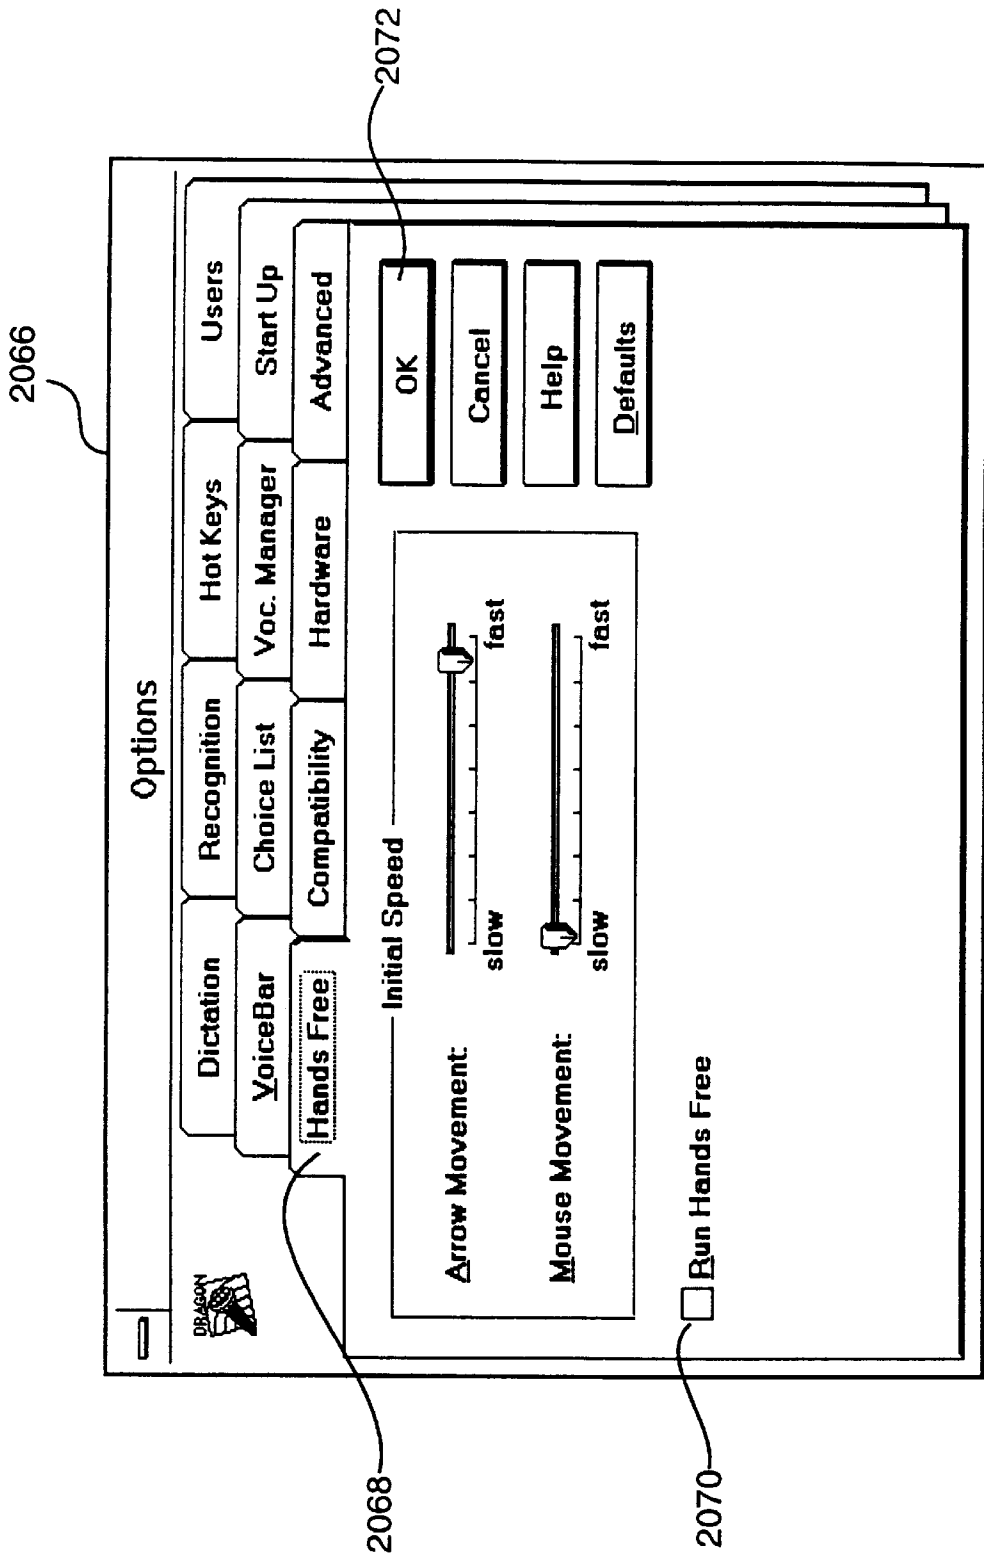 2066
Options
DRAGON
Dictation Recognition Hot Keys Users
VoiceBar Choice List Voc. Manager Start Up
Hands Free Compatibility Hardware Advanced
2068
Initial Speed
Arrow Movement:
slow fast
Mouse Movement:
slow fast
OK
2072
Cancel
Help
Defaults
Run Hands Free
2070